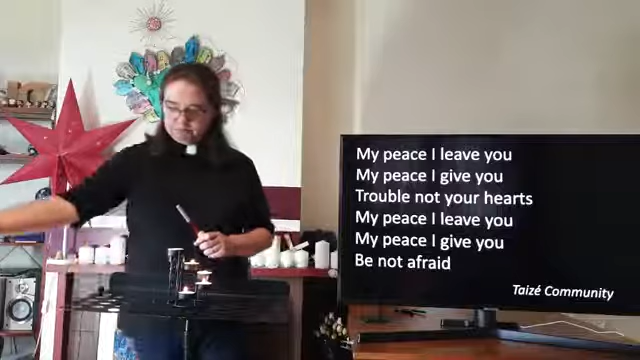 My peace I leave you
My peace I give you
Trouble not your hearts
My peace I leave you
My peace I give you
Be not afraid
Taizé Community